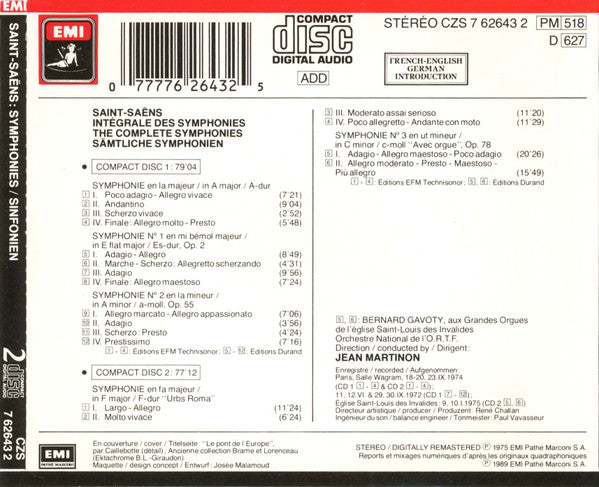 EMI
SAINT-SAËNS: SYMPHONIES / SINFONIEN
2
COMPACT disc DIGITAL AUDIO
CZS
7 62643 2
EMI
0 77776 26432 5
COMPACT
disc
DIGITAL AUDIO
ADD
STÉRÉO CZS 7 62643 2
PM 518
D 627
FRENCH-ENGLISH
GERMAN
INTRODUCTION
SAINT-SAËNS
INTÉGRALE DES SYMPHONIES
THE COMPLETE SYMPHONIES
SÄMTLICHE SYMPHONIEN
• COMPACT DISC 1: 79'04
SYMPHONIE en la majeur / in A major / A-dur
1 I. Poco adagio - Allegro vivace (7'21)
2 II. Andantino (9'04)
3 III. Scherzo vivace (2'52)
4 IV. Finale: Allegro molto - Presto (5'48)
SYMPHONIE N° 1 en mi bémol majeur /
in E flat major / Es-dur, Op. 2
5 I. Adagio - Allegro (8'49)
6 II. Marche - Scherzo: Allegretto scherzando (4'31)
7 III. Adagio (9'56)
8 IV. Finale: Allegro maestoso (7'24)
SYMPHONIE N° 2 en la mineur /
in A minor / a-moll, Op. 55
9 I. Allegro marcato - Allegro appassionato (7'06)
10 II. Adagio (3'56)
11 III. Scherzo: Presto (4'24)
12 IV. Prestissimo (7'16)
1 - 4: Éditions EFM Technisonor; 5 - 12: Éditions Durand
• COMPACT DISC 2: 77'12
SYMPHONIE en fa majeur /
in F major / F-dur "Urbs Roma"
1 I. Largo - Allegro (11'24)
2 II. Molto vivace (6'24)
3 III. Moderato assai serioso (11'20)
4 IV. Poco allegretto - Andante con moto (11'29)
SYMPHONIE N° 3 en ut mineur /
in C minor / c-moll "Avec orgue", Op. 78
5 I. Adagio - Allegro maestoso - Poco adagio (20'26)
6 II. Allegro moderato - Presto - Maestoso -
Più allegro (15'49)
1 - 4: Éditions EFM Technisonor; 5, 6: Éditions Durand
5, 6: BERNARD GAVOTY, aux Grandes Orgues
de l'église Saint-Louis des Invalides
Orchestre National de l'O.R.T.F.
Direction / conducted by / Dirigent:
JEAN MARTINON
Enregistré / recorded / Aufgenommen:
Paris, Salle Wagram, 18-20, 23.IX.1974
(CD 1 1 - 4 & CD 2 1 - 4);
11, 12.VI. & 29, 30.IX.1972 (CD 1 7 - 12);
Église Saint-Louis des Invalides: 9, 10.I.1975 (CD 2 5, 6).
Directeur artistique / producer / Produzent: René Challan
Ingénieur du son / balance engineer / Tonmeister: Paul Vavasseur
EMI
PATHÉ MARCONI
En couverture / cover / Titelseite: "Le pont de l'Europe",
par Caillebotte (détail); Ancienne collection Brame et Lorenceau
(Ektachrome B.L.-Giraudon)
Maquette / design concept / Entwurf: Josée Malamoud
STEREO / DIGITALLY REMASTERED ℗ 1975 EMI Pathé Marconi S.A.
Reports et mixages numériques d'après les originaux quadraphoniques
℗ 1989 EMI Pathé Marconi S.A.